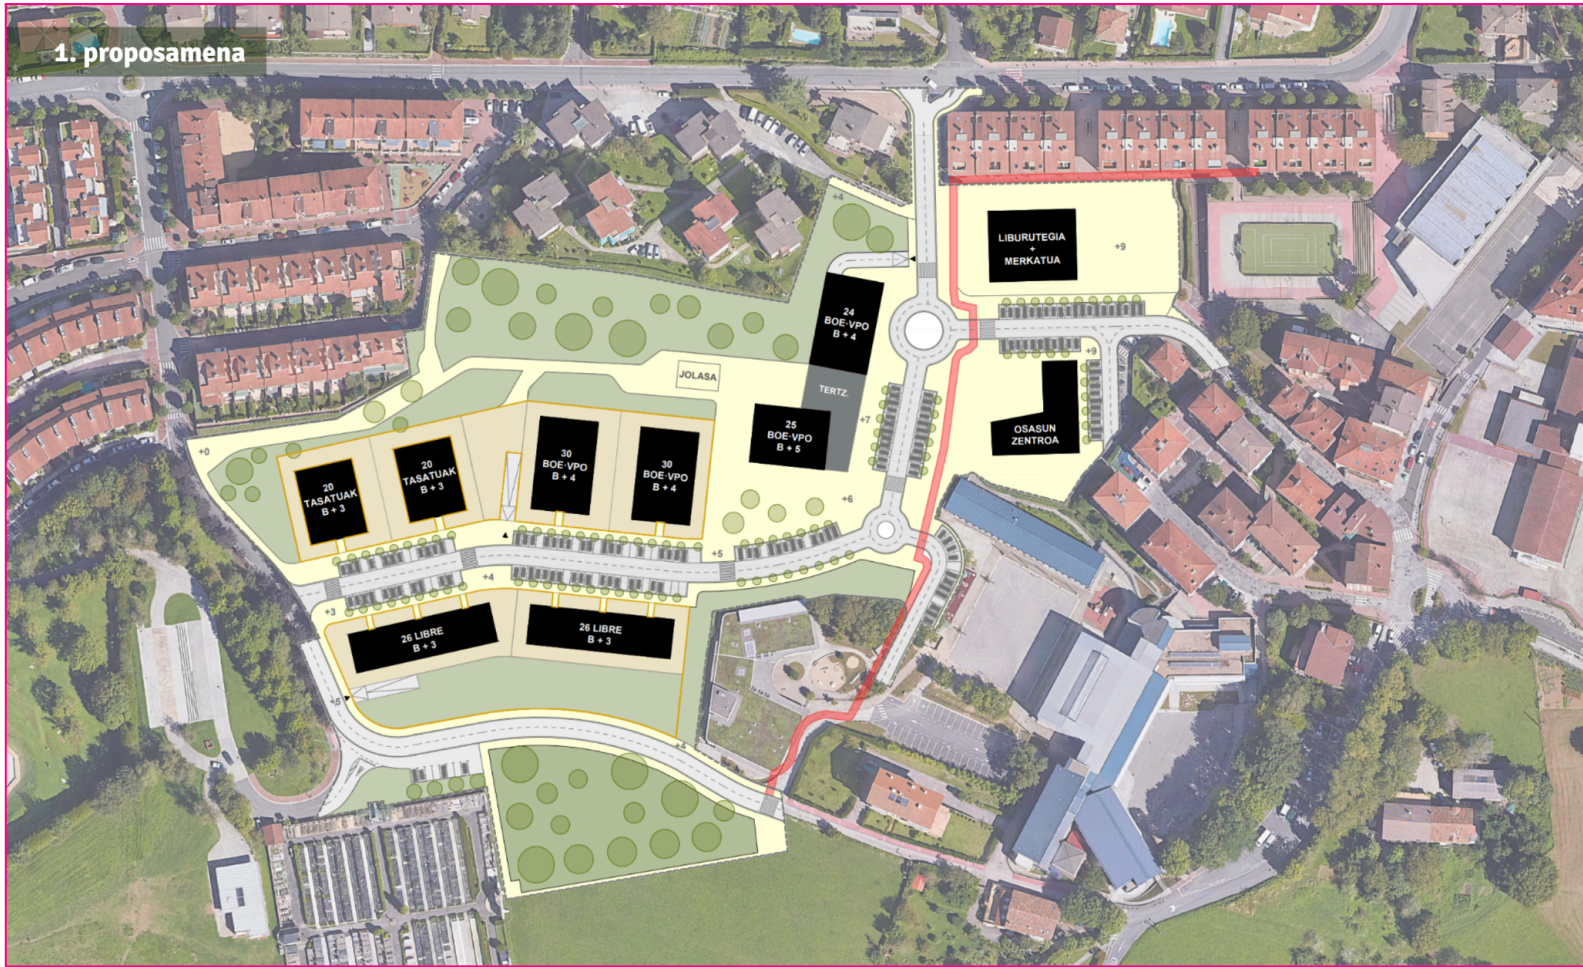 1. proposamena
+4
LIBURUTEGIA
+
MERKATUA
+9
24
BOE·VPO
B + 4
+9
JOLASA
TERTZ.
+7
25
BOE·VPO
B + 5
OSASUN
ZENTROA
+0
20
TASATUAK
B + 3
20
TASATUAK
B + 3
30
BOE·VPO
B + 4
30
BOE·VPO
B + 4
+6
+5
+4
+3
26 LIBRE
B + 3
26 LIBRE
B + 3
+5
+4